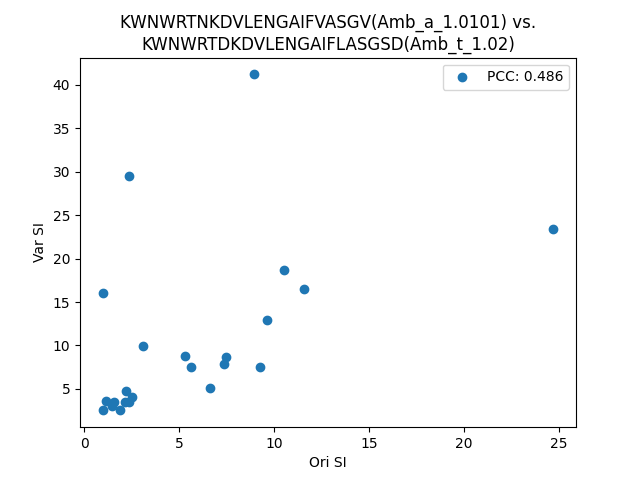 KWNWRTNKDVLENGAIFVASGV(Amb_a_1.0101) vs.
KWNWRTDKDVLENGAIFLASGSD(Amb_t_1.02)
PCC: 0.486
40
35
30
25
20
15
10
5
Var SI
0 5 10 15 20 25
Ori SI